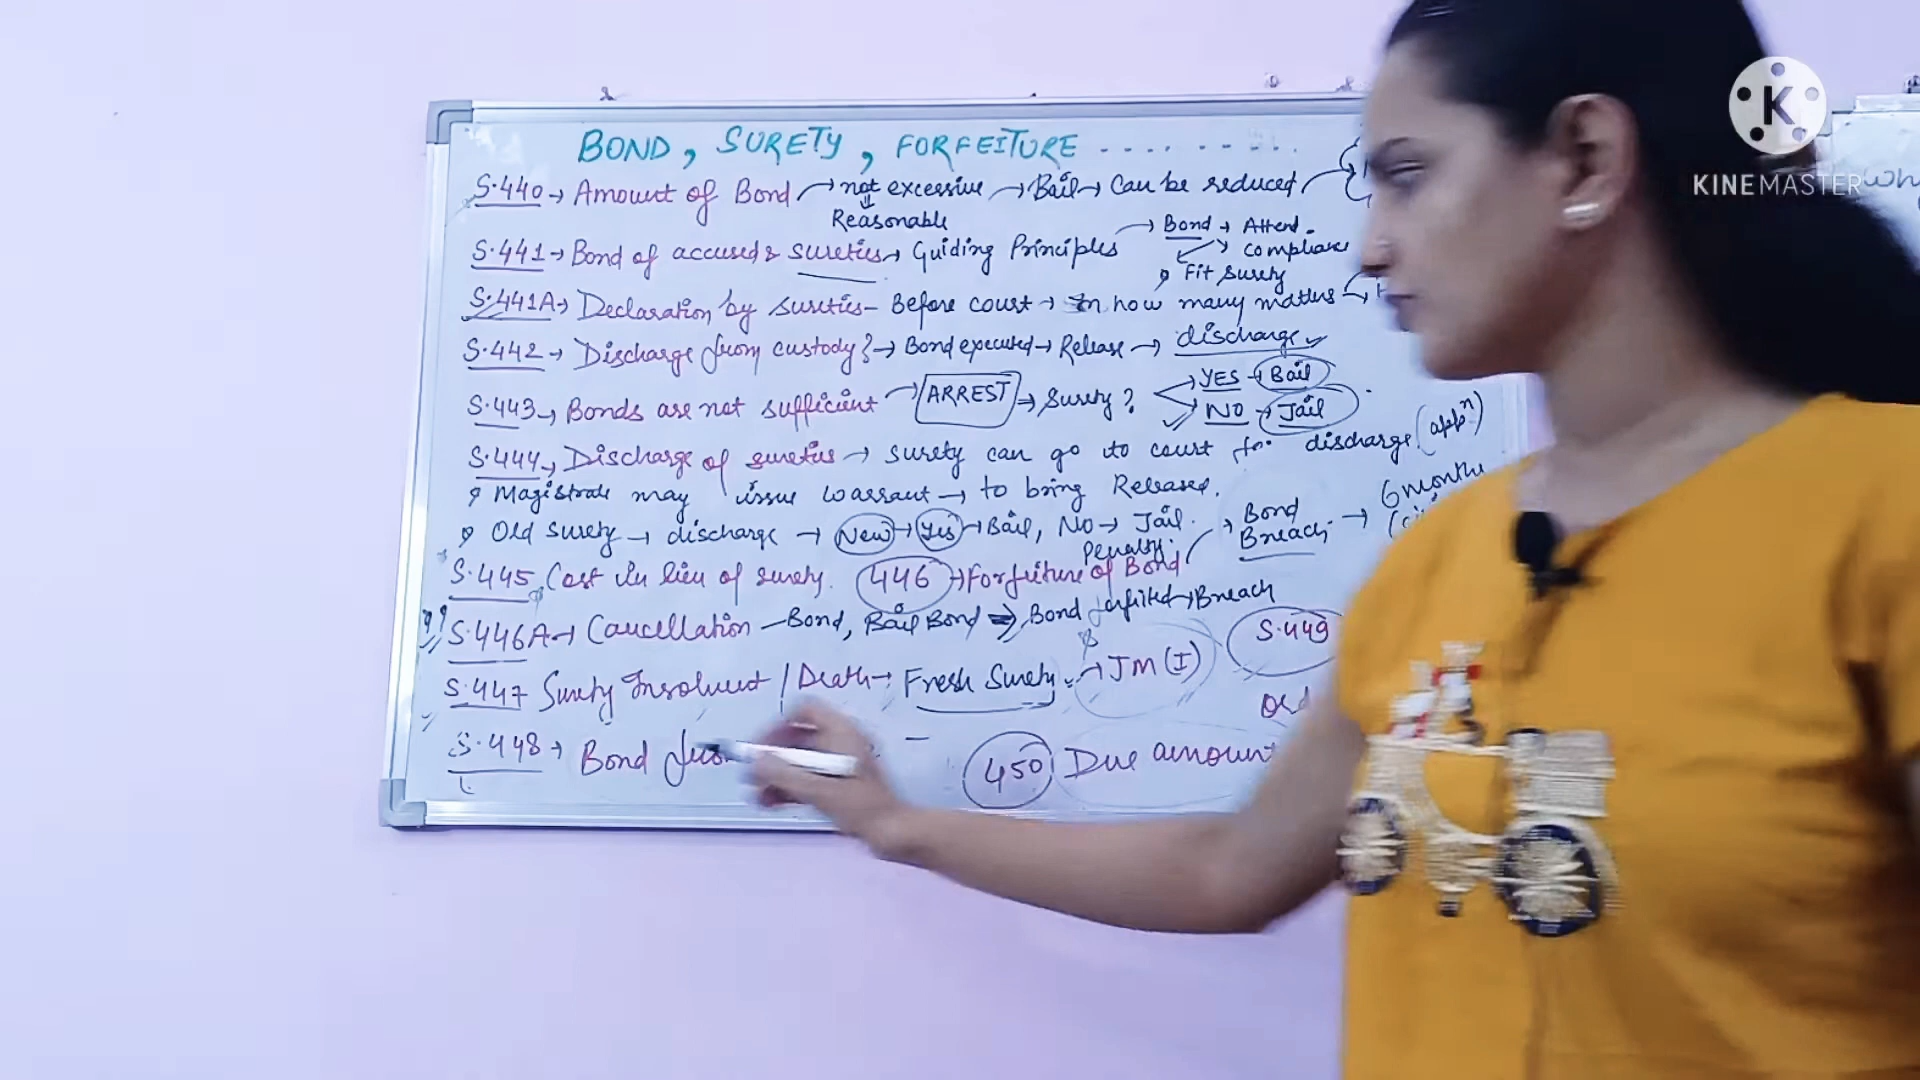 BOND, SURETY, FORFEITURE ...........
S.440 → Amount of Bond → not excessive → Bail → Can be reduced
Reasonable
S.441 → Bond of accused & sureties → Guiding Principles → Bond → Attend.
Compliance
Fit Surety
S.441A → Declaration by sureties - Before court → In how many matters →
S.442 → Discharge from custody } → Bond executed → Release → discharge
S.443 → Bonds are not sufficient → ARREST → Surety? YES → Bail
NO → Jail
S.444 → Discharge of sureties → surety can go to court for discharge (appn)
Magistrate may issue warrant → to bring Released.
Old surety → discharge → New → Yes → Bail, No → Jail.
S.445 Cast in lieu of surety. 446 → Forfeiture of Bond Penalty. → Bond Breach → 6 months
S.446A → Cancellation - Bond, Bail Bond → Bond forfeited → Breach
S.447 Surety Insolvent / Death → Fresh Surety → JM (I) S.449
S.448 → Bond 450 Due amount
Old
K
KINEMASTER